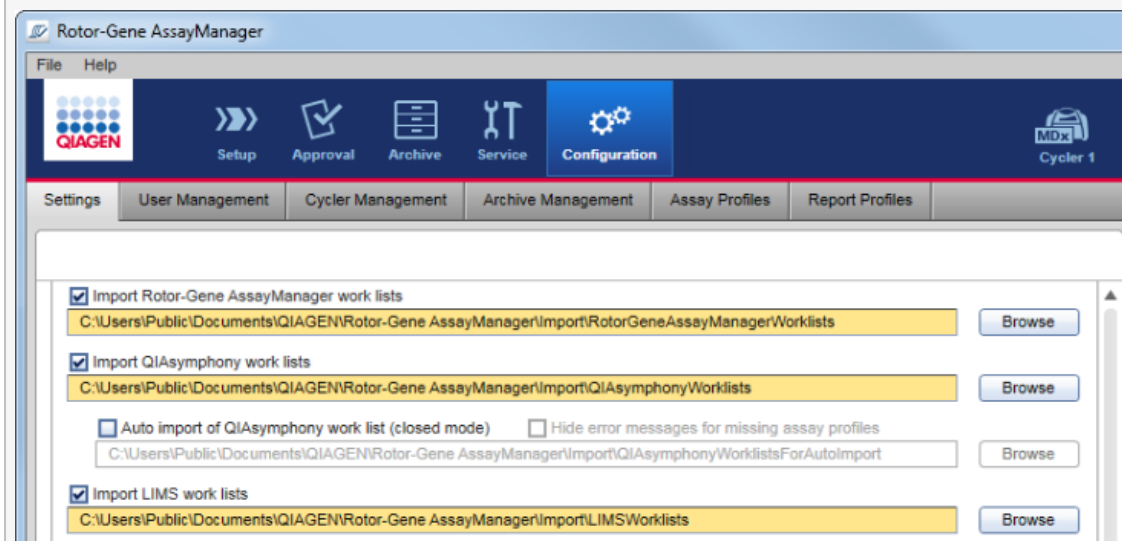 Rotor-Gene AssayManager
File Help
QIAGEN
Setup Approval Archive Service Configuration MDx Cycler 1
Settings User Management Cycler Management Archive Management Assay Profiles Report Profiles
Import Rotor-Gene AssayManager work lists
C:\Users\Public\Documents\QIAGEN\Rotor-Gene AssayManager\Import\RotorGeneAssayManagerWorklists Browse
Import QIAsymphony work lists
C:\Users\Public\Documents\QIAGEN\Rotor-Gene AssayManager\Import\QIAsymphonyWorklists Browse
Auto import of QIAsymphony work list (closed mode) Hide error messages for missing assay profiles
C:\Users\Public\Documents\QIAGEN\Rotor-Gene AssayManager\Import\QIAsymphonyWorklistsForAutoImport Browse
Import LIMS work lists
C:\Users\Public\Documents\QIAGEN\Rotor-Gene AssayManager\Import\LIMSWorklists Browse